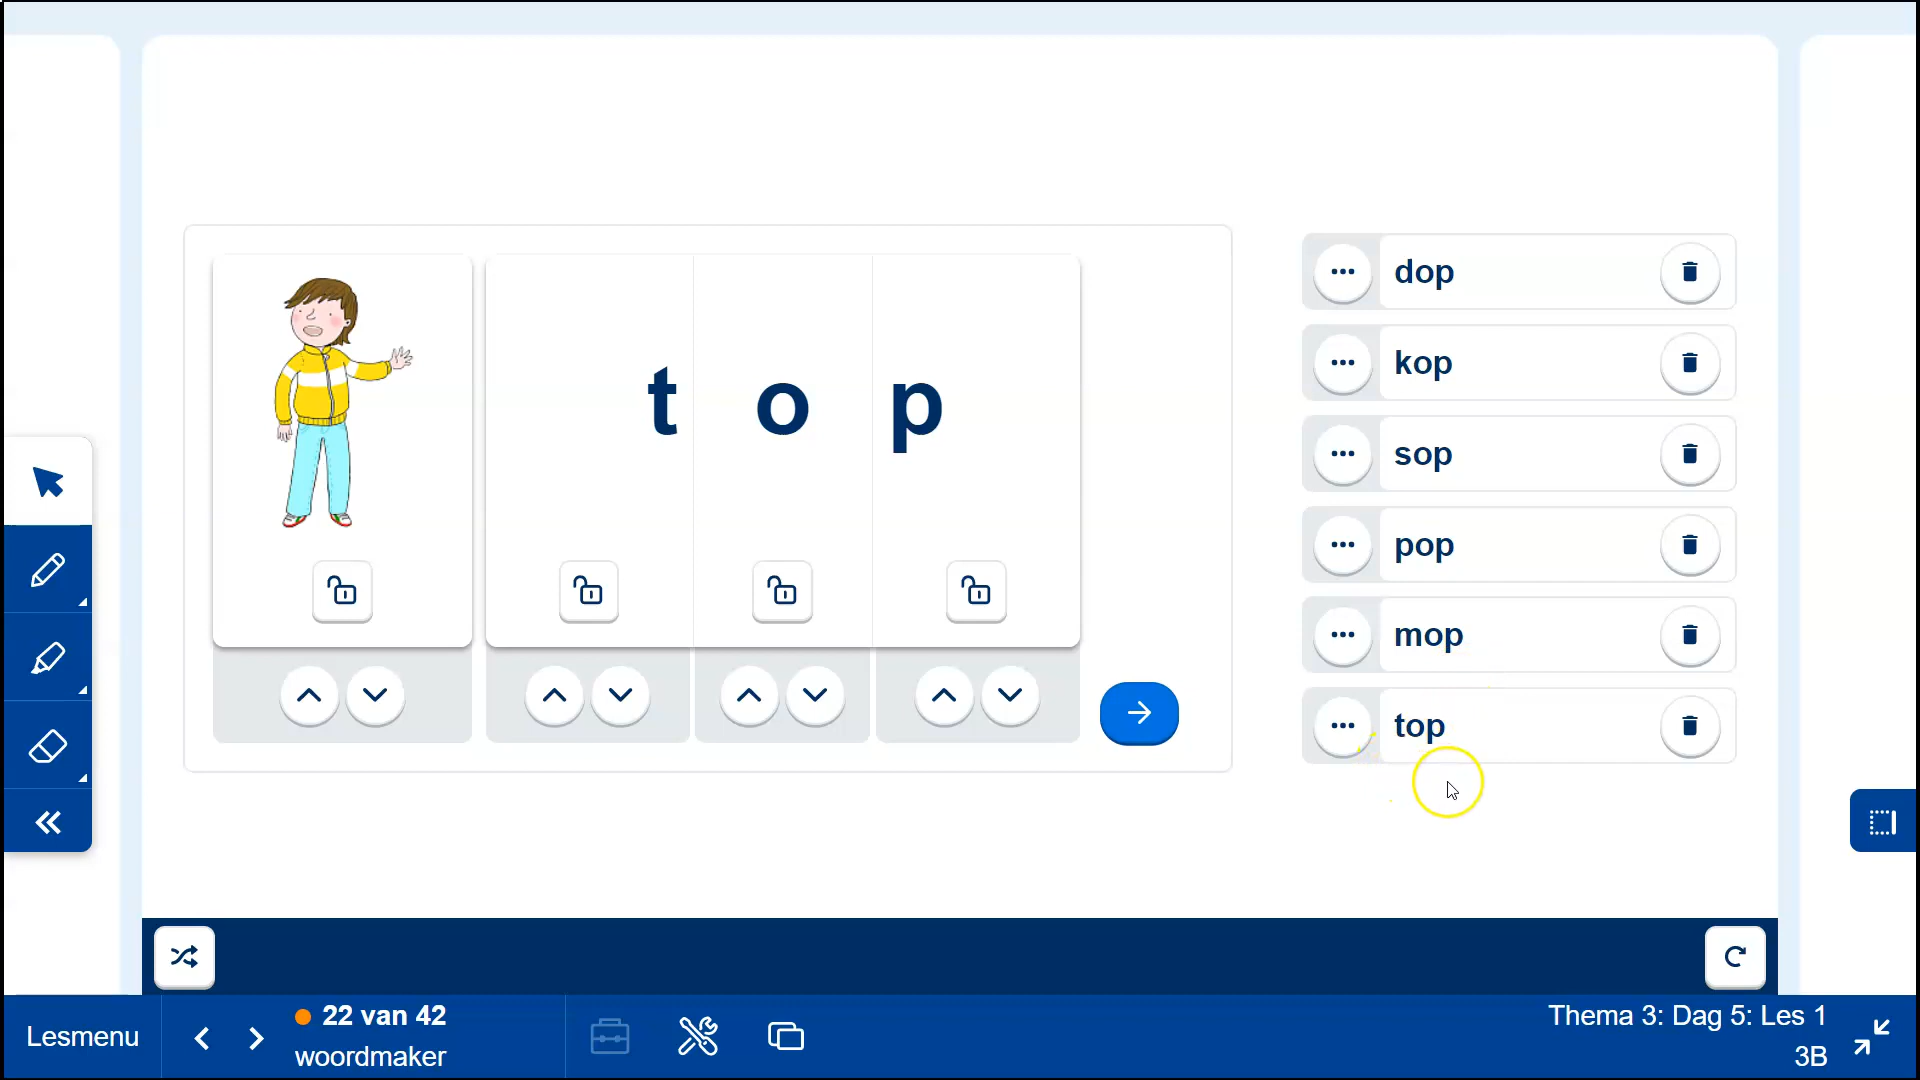 t o p
dop
kop
sop
pop
mop
top
Lesmenu
22 van 42
woordmaker
Thema 3: Dag 5: Les 1
3B